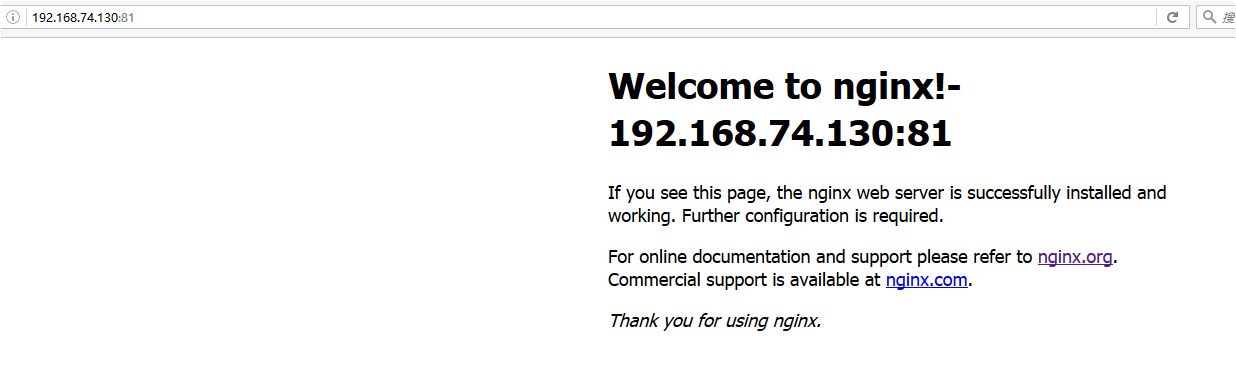 192.168.74.130:81
搜
Welcome to nginx!-
192.168.74.130:81
If you see this page, the nginx web server is successfully installed and
working. Further configuration is required.
For online documentation and support please refer to nginx.org.
Commercial support is available at nginx.com.
Thank you for using nginx.